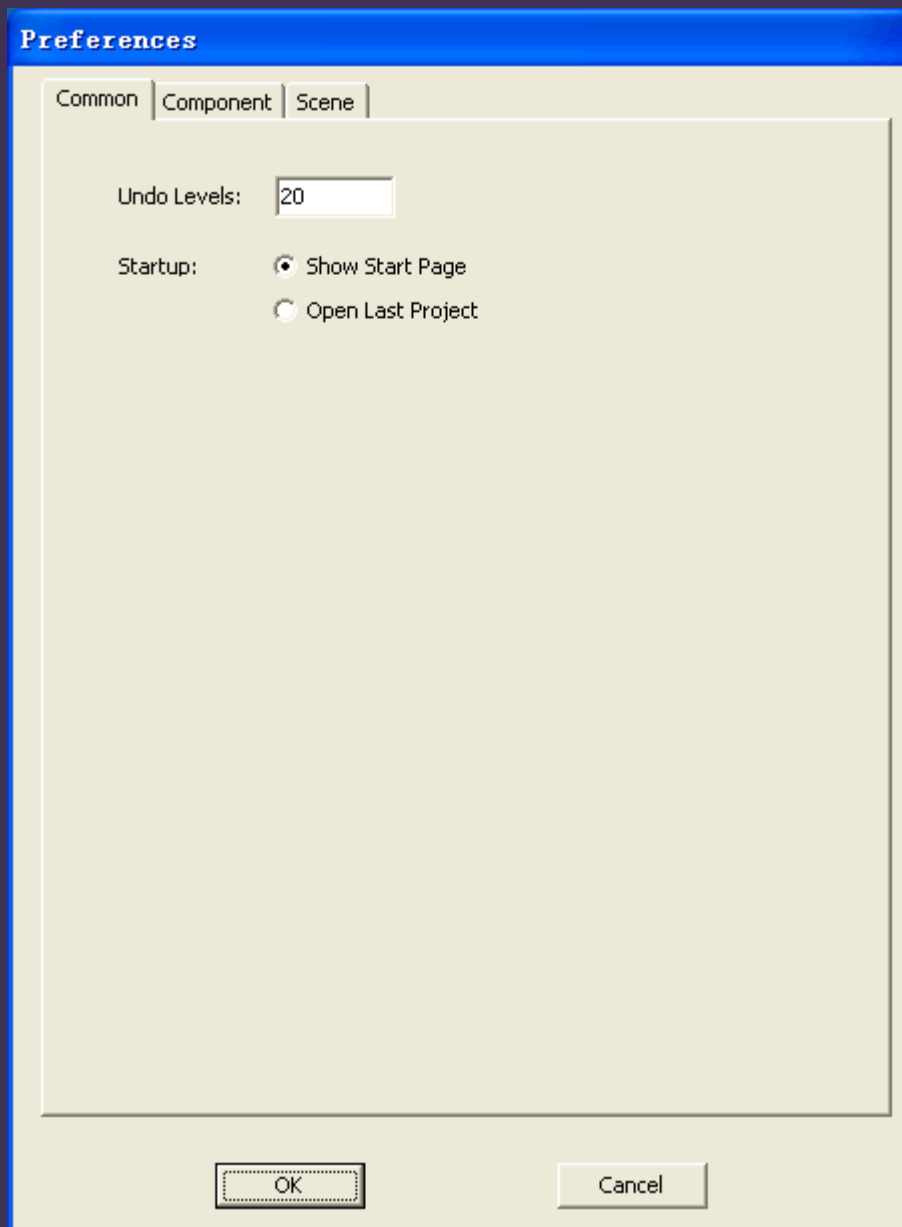 Preferences
Common Component Scene
Undo Levels: 20
Startup: Show Start Page
Open Last Project
OK Cancel